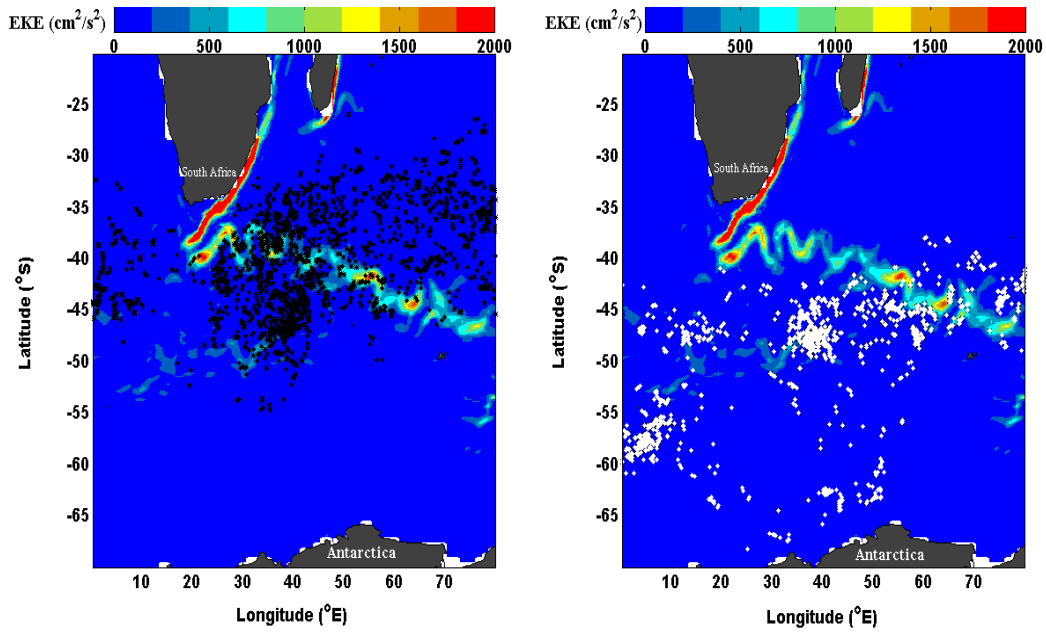 EKE (cm²/s²)
0 500 1000 1500 2000
-25
-30
-35
-40
-45
-50
-55
-60
-65
Latitude (°S)
South Africa
Antarctica
10 20 30 40 50 60 70
Longitude (°E)
EKE (cm²/s²)
0 500 1000 1500 2000
-25
-30
-35
-40
-45
-50
-55
-60
-65
Latitude (°S)
South Africa
Antarctica
10 20 30 40 50 60 70
Longitude (°E)